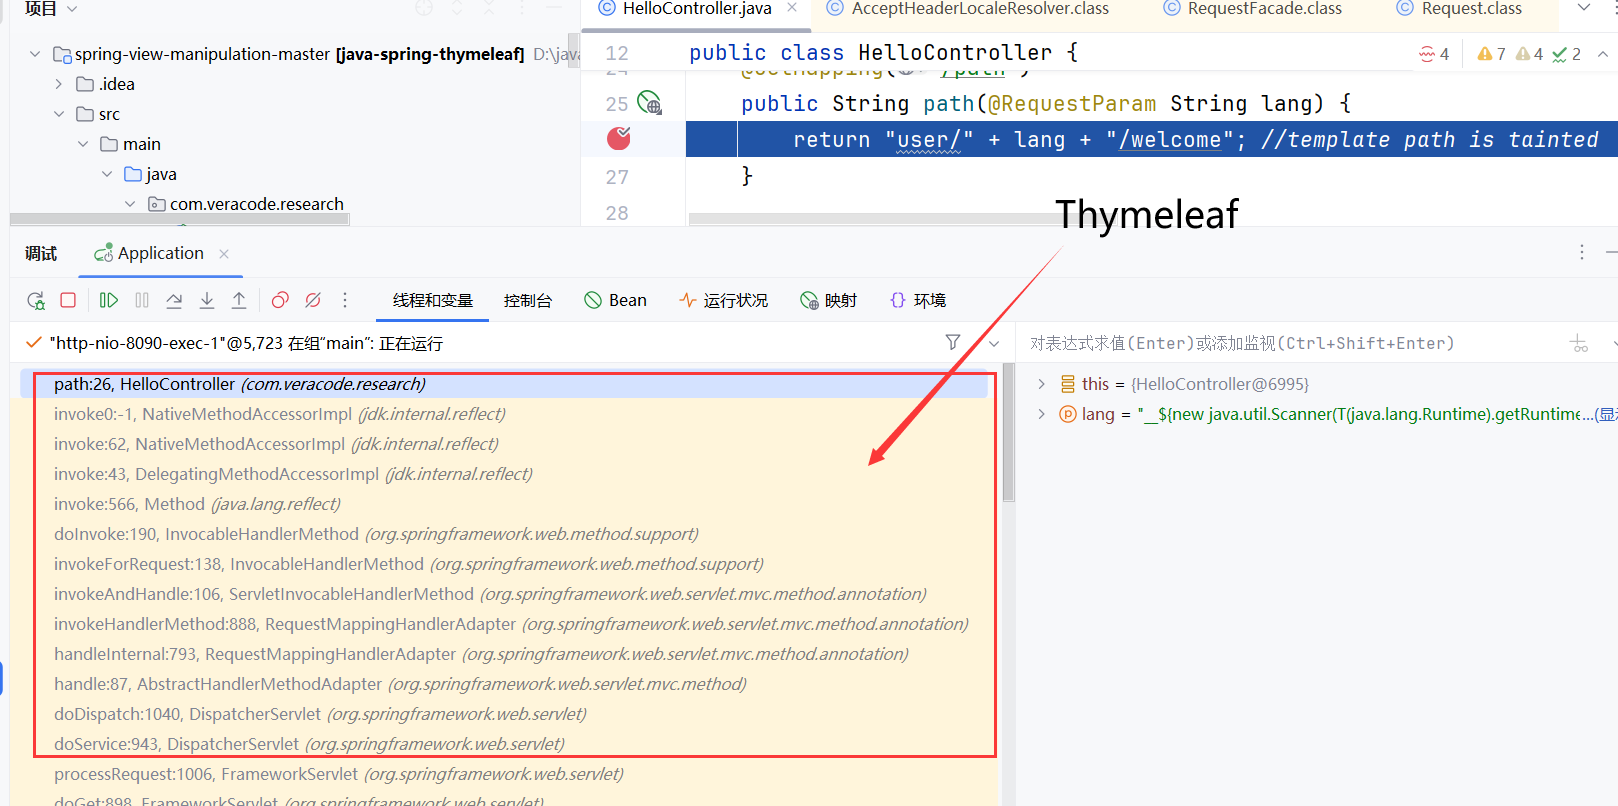 项目
HelloController.java
AcceptHeaderLocaleResolver.class
RequestFacade.class
Request.class
spring-view-manipulation-master [java-spring-thymeleaf] D:\java
.idea
src
main
java
com.veracode.research
12 public class HelloController {
4 7 4 2
24 @GetMapping( "/path")
25 public String path(@RequestParam String lang) {
return "user/" + lang + "/welcome"; //template path is tainted
27 }
28
Thymeleaf
调试 Application
线程和变量 控制台 Bean 运行状况 映射 环境
"http-nio-8090-exec-1"@5,723 在组"main": 正在运行
path:26, HelloController (com.veracode.research)
invoke0:-1, NativeMethodAccessorImpl (jdk.internal.reflect)
invoke:62, NativeMethodAccessorImpl (jdk.internal.reflect)
invoke:43, DelegatingMethodAccessorImpl (jdk.internal.reflect)
invoke:566, Method (java.lang.reflect)
doInvoke:190, InvocableHandlerMethod (org.springframework.web.method.support)
invokeForRequest:138, InvocableHandlerMethod (org.springframework.web.method.support)
invokeAndHandle:106, ServletInvocableHandlerMethod (org.springframework.web.servlet.mvc.method.annotation)
invokeHandlerMethod:888, RequestMappingHandlerAdapter (org.springframework.web.servlet.mvc.method.annotation)
handleInternal:793, RequestMappingHandlerAdapter (org.springframework.web.servlet.mvc.method.annotation)
handle:87, AbstractHandlerMethodAdapter (org.springframework.web.servlet.mvc.method)
doDispatch:1040, DispatcherServlet (org.springframework.web.servlet)
doService:943, DispatcherServlet (org.springframework.web.servlet)
processRequest:1006, FrameworkServlet (org.springframework.web.servlet)
doGet:898, FrameworkServlet (org.springframework.web.servlet)
对表达式求值(Enter)或添加监视(Ctrl+Shift+Enter)
this = {HelloController@6995}
lang = "__${new java.util.Scanner(T(java.lang.Runtime).getRuntime...(显